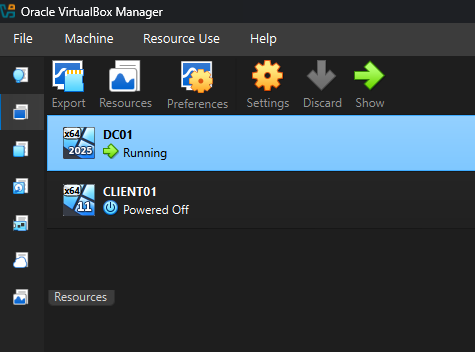 Oracle VirtualBox Manager
File Machine Resource Use Help
Export Resources Preferences Settings Discard Show
x64
2025
DC01
Running
x64
11
CLIENT01
Powered Off
Resources